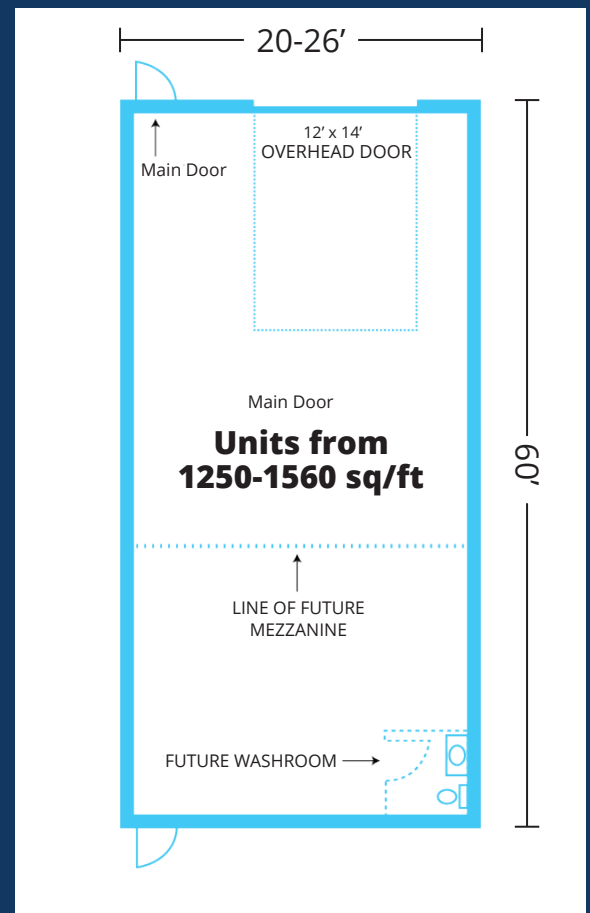 20-26’
12’ x 14’
OVERHEAD DOOR
Main Door
Main Door
Units from
1250-1560 sq/ft
60’
LINE OF FUTURE
MEZZANINE
FUTURE WASHROOM